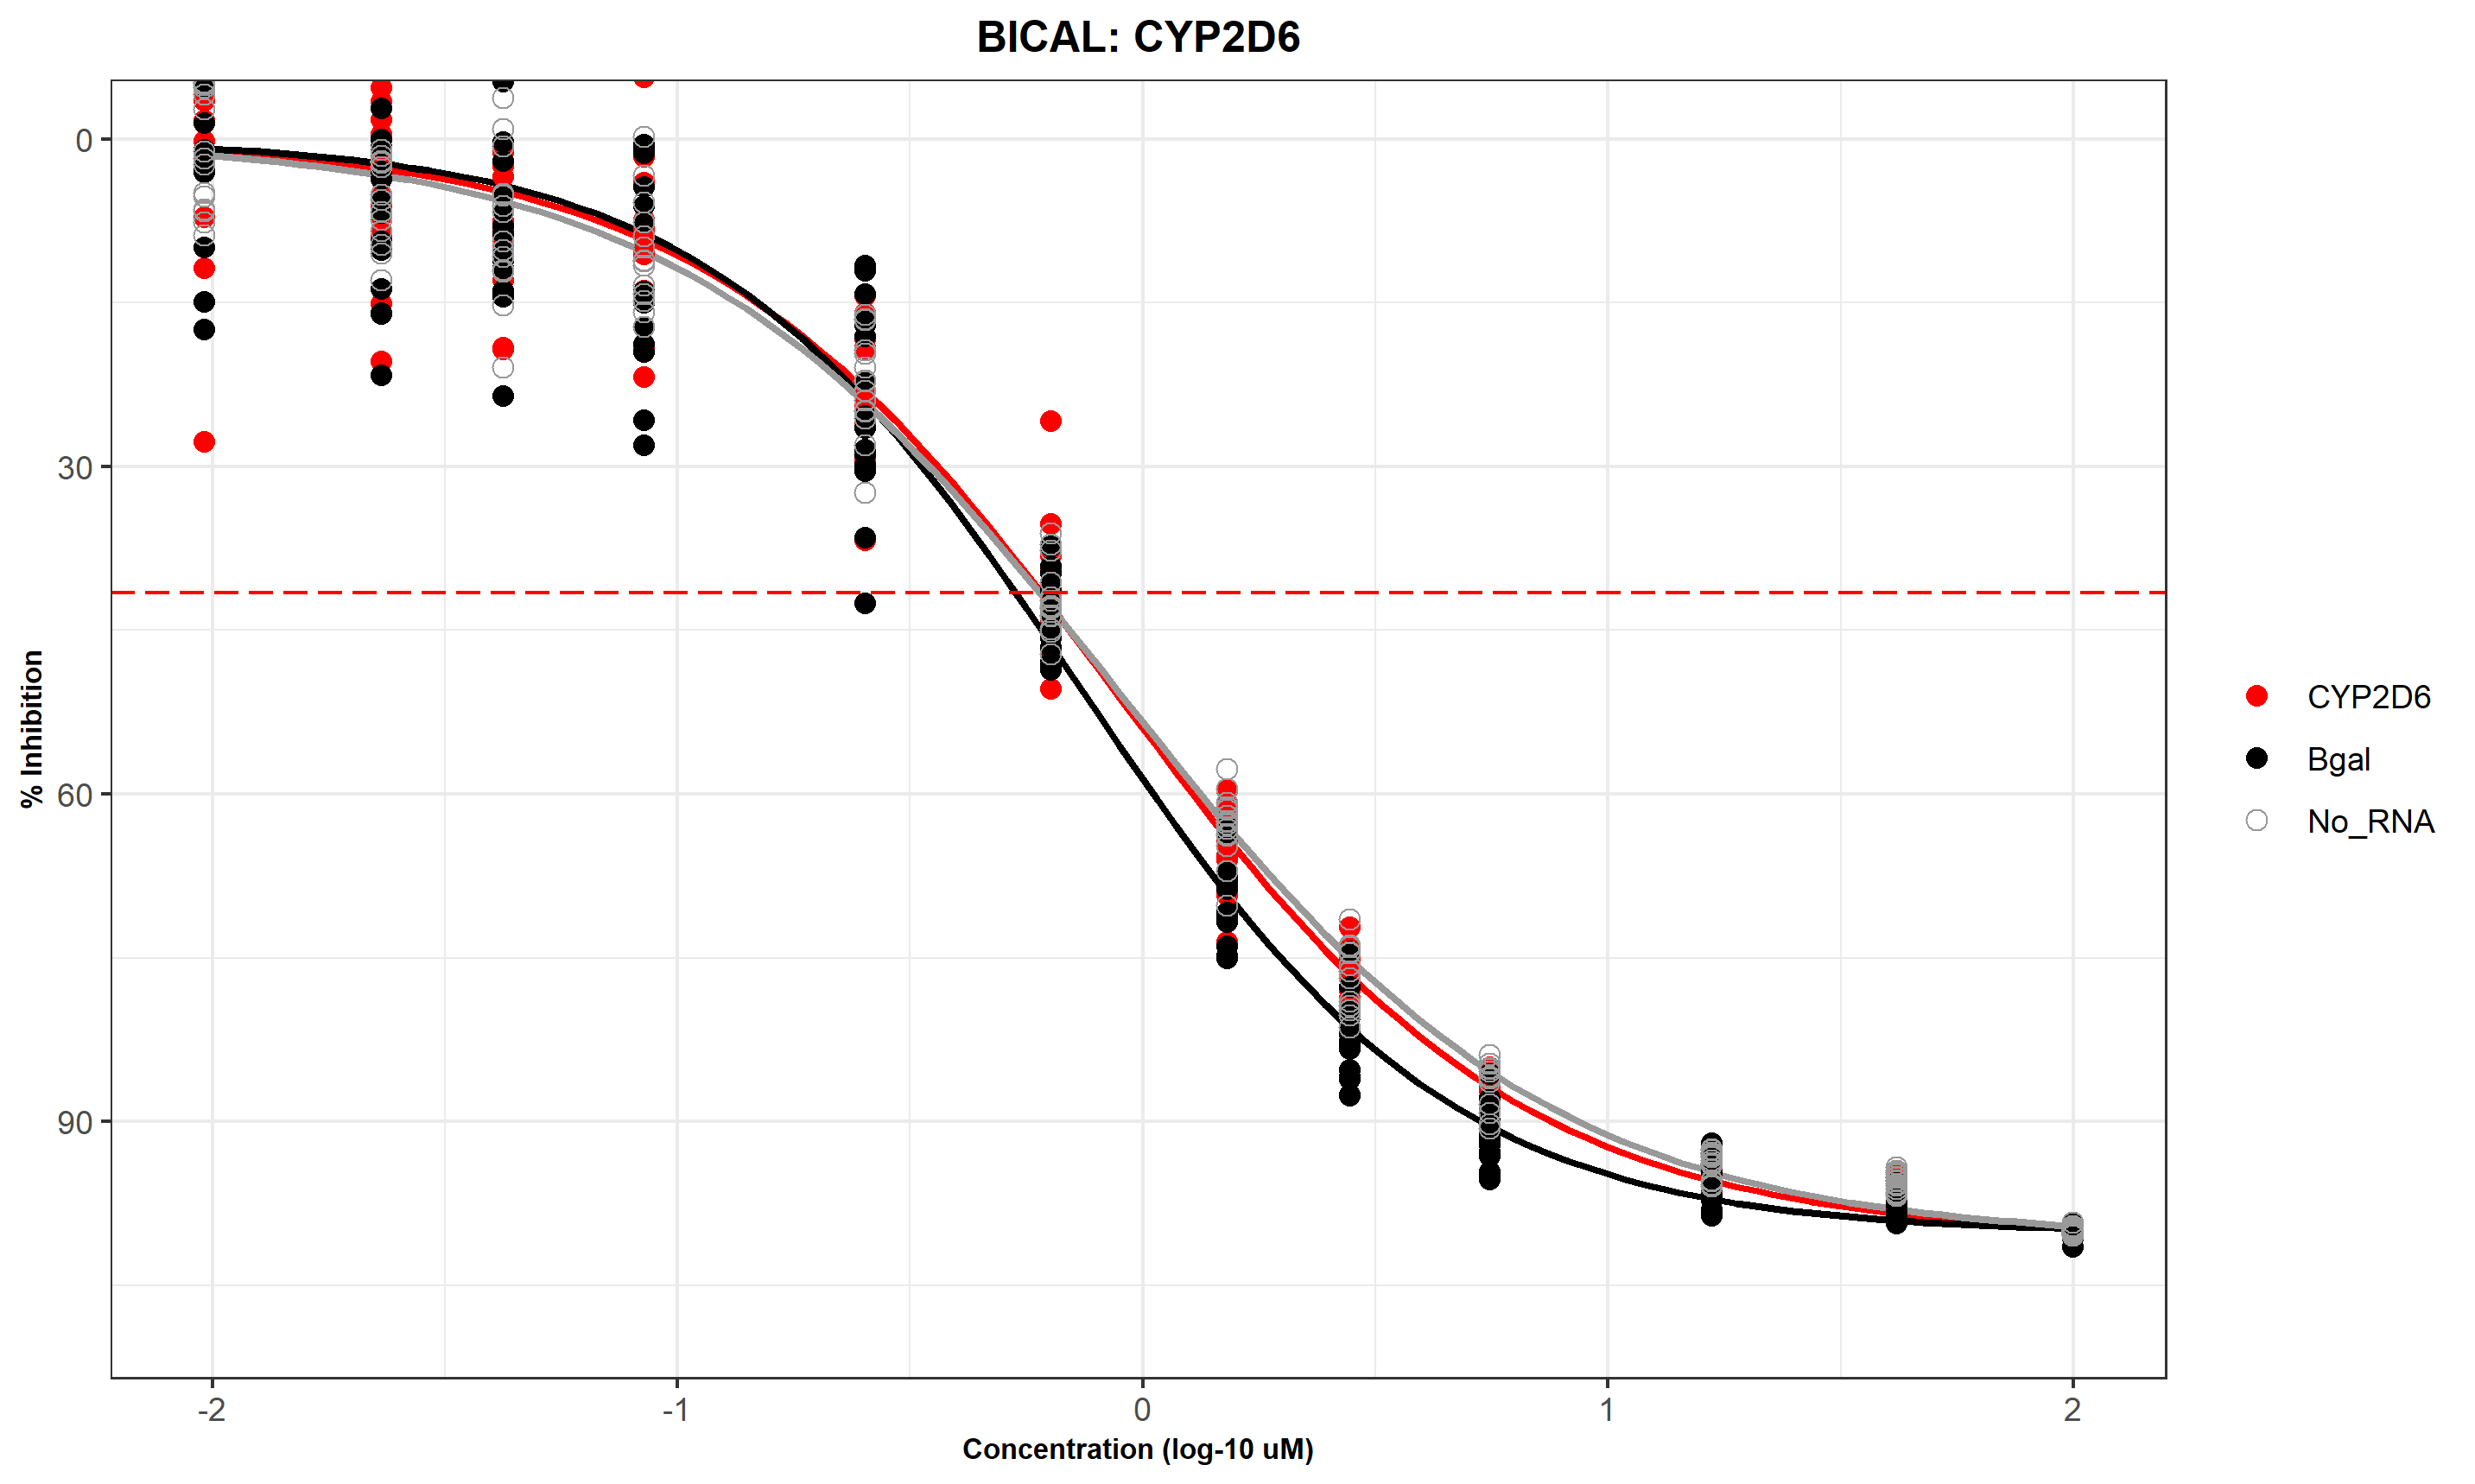 BICAL: CYP2D6
% Inhibition
0
30
60
90
-2
-1
0
1
2
Concentration (log-10 uM)
CYP2D6
Bgal
No_RNA